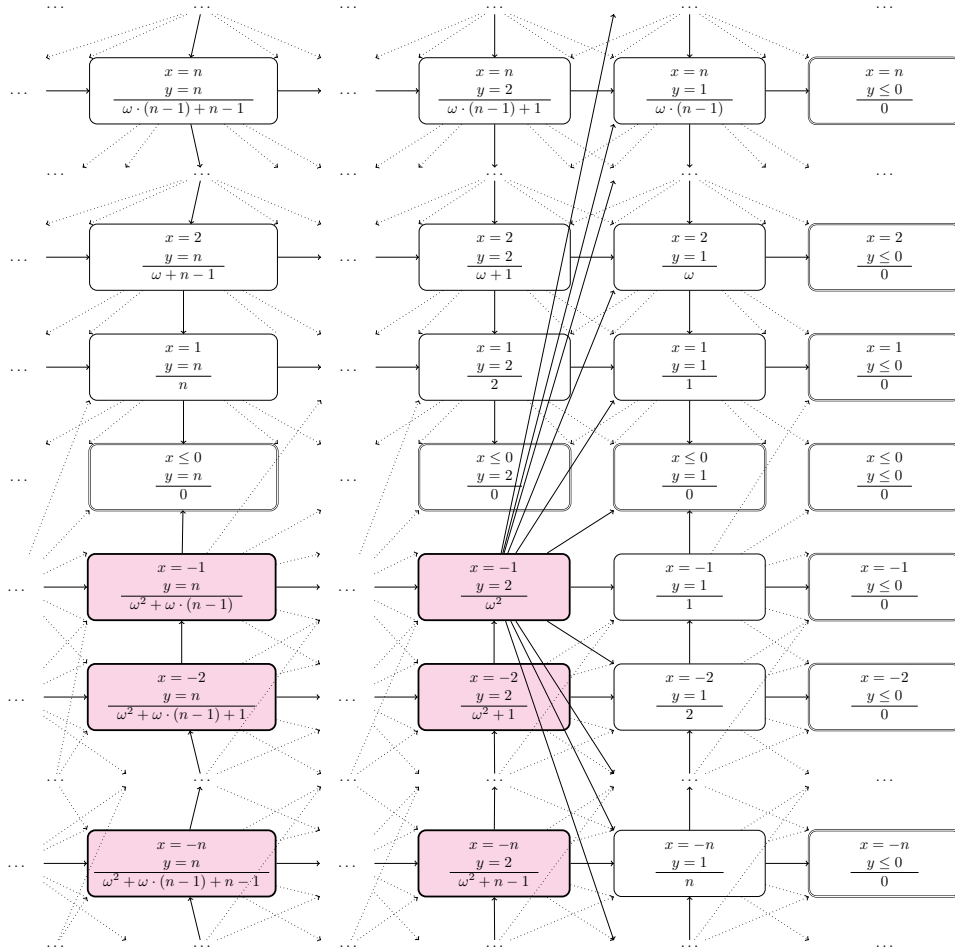 ... ... ... ...
x = n
y = n
ω · (n − 1) + n − 1
x = n
y = 2
ω · (n − 1) + 1
x = n
y = 1
ω · (n − 1)
x = n
y ≤ 0
0
... ...
... ... ... ... ... ...
x = 2
y = n
ω + n − 1
x = 2
y = 2
ω + 1
x = 2
y = 1
ω
x = 2
y ≤ 0
0
... ...
x = 1
y = n
n
x = 1
y = 2
2
x = 1
y = 1
1
x = 1
y ≤ 0
0
... ...
x ≤ 0
y = n
0
x ≤ 0
y = 2
0
x ≤ 0
y = 1
0
x ≤ 0
y ≤ 0
0
... ...
x = −1
y = n
ω² + ω · (n − 1)
x = −1
y = 2
ω²
x = −1
y = 1
1
x = −1
y ≤ 0
0
... ...
x = −2
y = n
ω² + ω · (n − 1) + 1
x = −2
y = 2
ω² + 1
x = −2
y = 1
2
x = −2
y ≤ 0
0
... ...
... ... ... ... ... ...
x = −n
y = n
ω² + ω · (n − 1) + n − 1
x = −n
y = 2
ω² + n − 1
x = −n
y = 1
n
x = −n
y ≤ 0
0
... ...
... ... ... ... ... ...